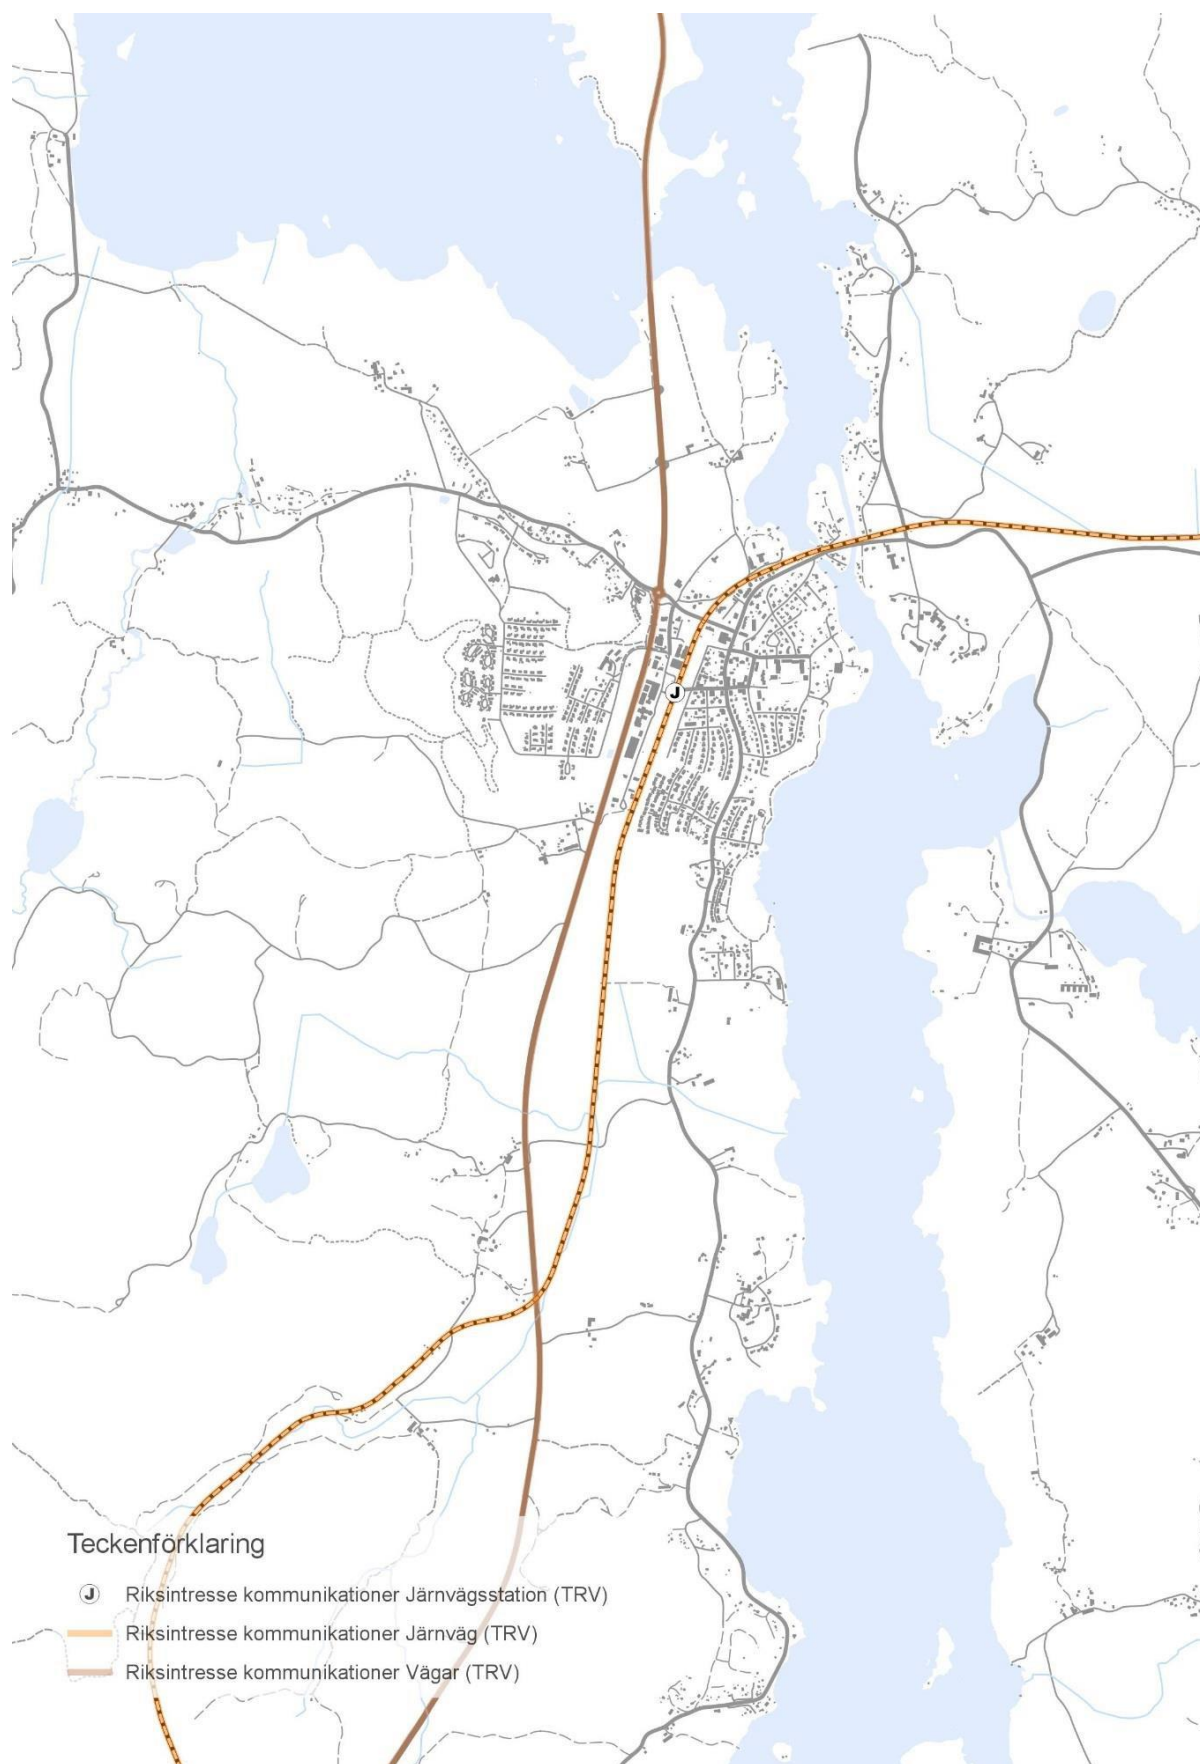 J
Teckenförklaring
J Riksintresse kommunikationer Järnvägsstation (TRV)
Riksintresse kommunikationer Järnväg (TRV)
Riksintresse kommunikationer Vägar (TRV)